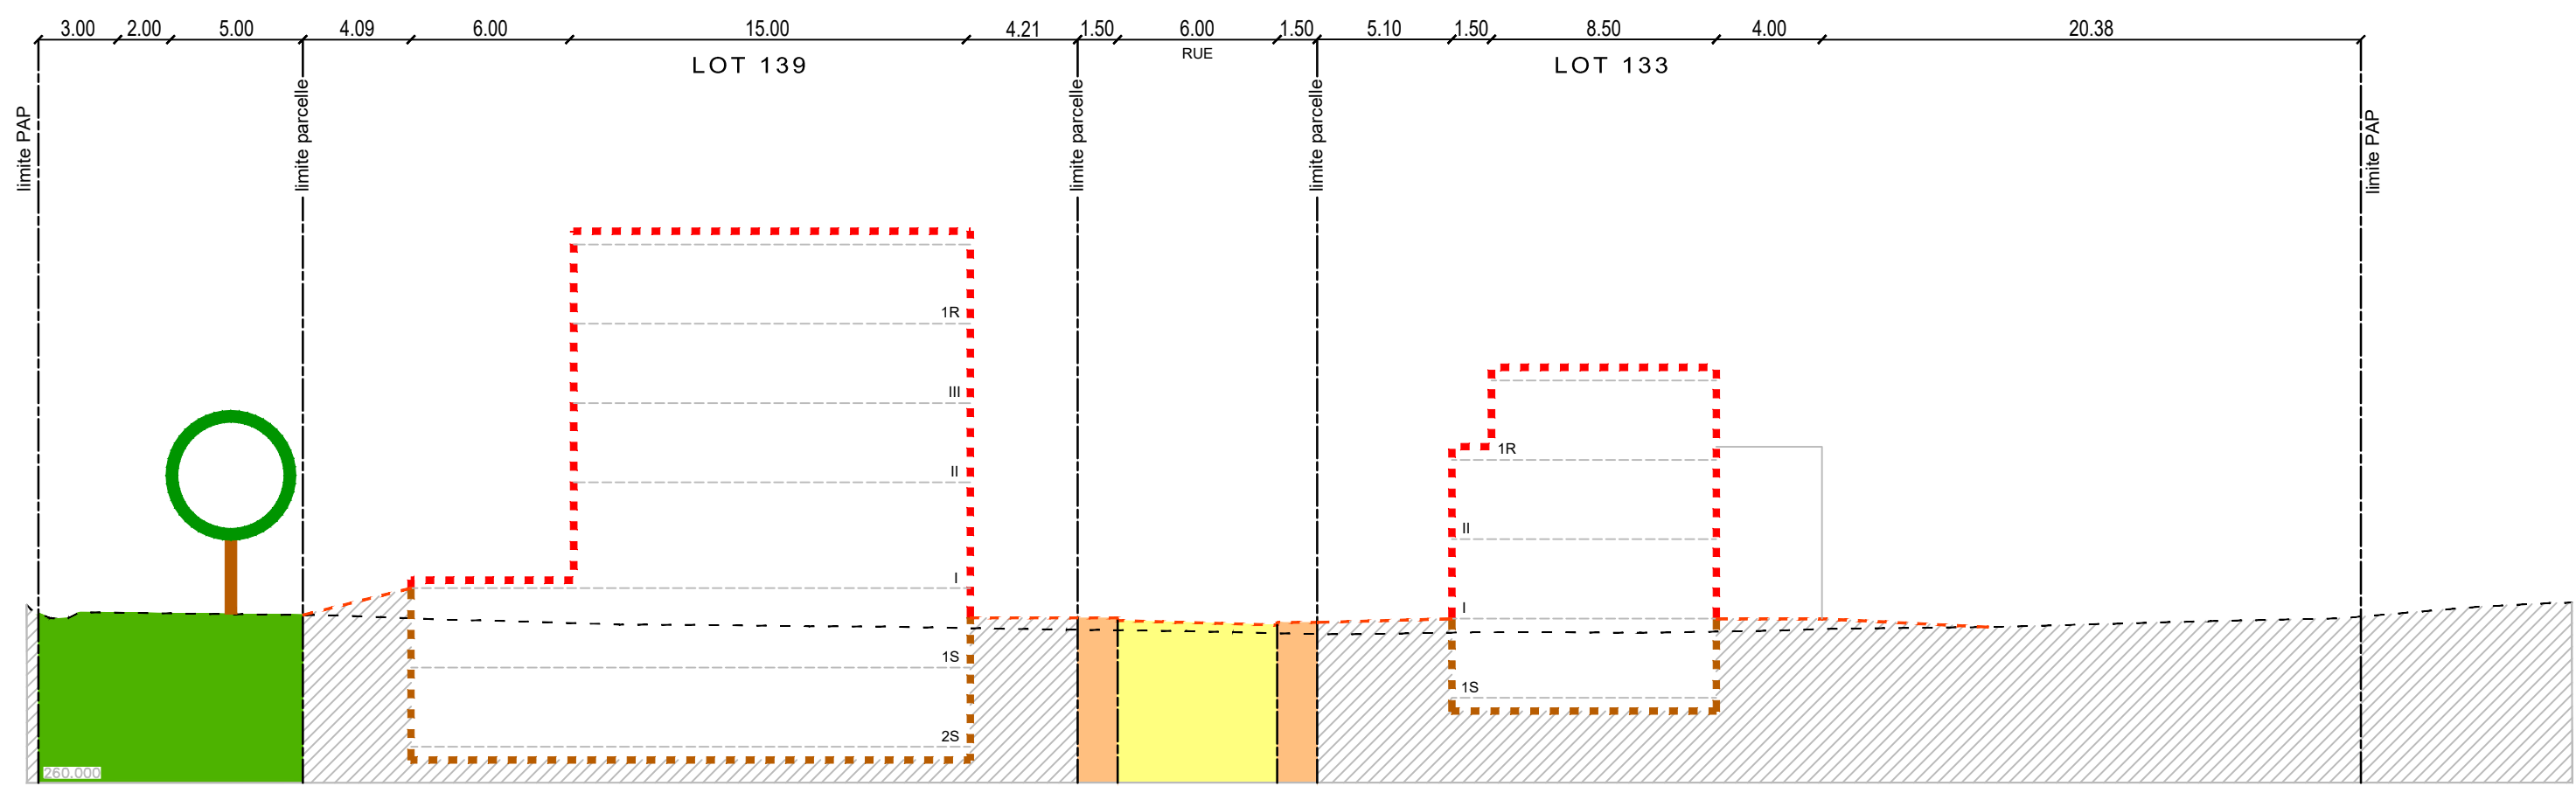 3.00 2.00 5.00 4.09 6.00 15.00 4.21 1.50 6.00 1.50 5.10 1.50 8.50 4.00 20.38
RUE
LOT 139
LOT 133
limite PAP
limite parcelle
limite parcelle
limite parcelle
limite PAP
1R
III
II
I
1S
2S
1R
II
I
1S
260.000